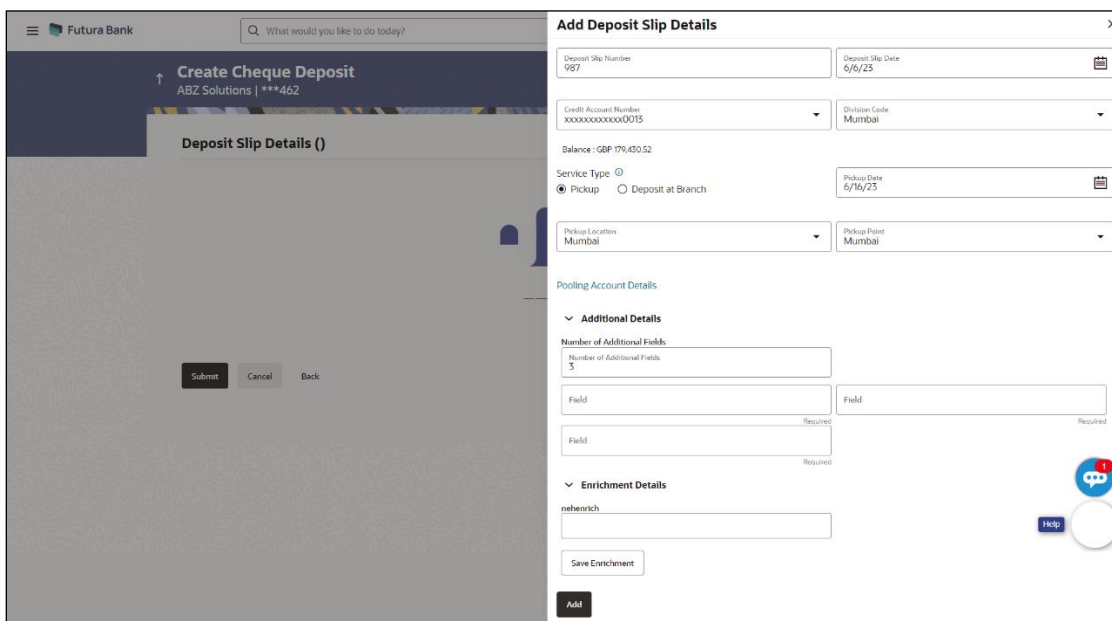 Futura Bank
What would you like to do today?
Create Cheque Deposit
ABZ Solutions | ***462
Deposit Slip Details ()
Submit
Cancel
Back
Add Deposit Slip Details
Deposit Slip Number
987
Deposit Slip Date
6/6/23
Credit Account Number
xxxxxxxxxxxx0013
Division Code
Mumbai
Balance : GBP 179,430.52
Service Type
Pickup
Deposit at Branch
Pickup Date
6/16/23
Pickup Location
Mumbai
Pickup Point
Mumbai
Pooling Account Details
Additional Details
Number of Additional Fields
Number of Additional Fields
3
Field
Required
Field
Required
Field
Required
Enrichment Details
nehenrich
Save Enrichment
Add
1
Help